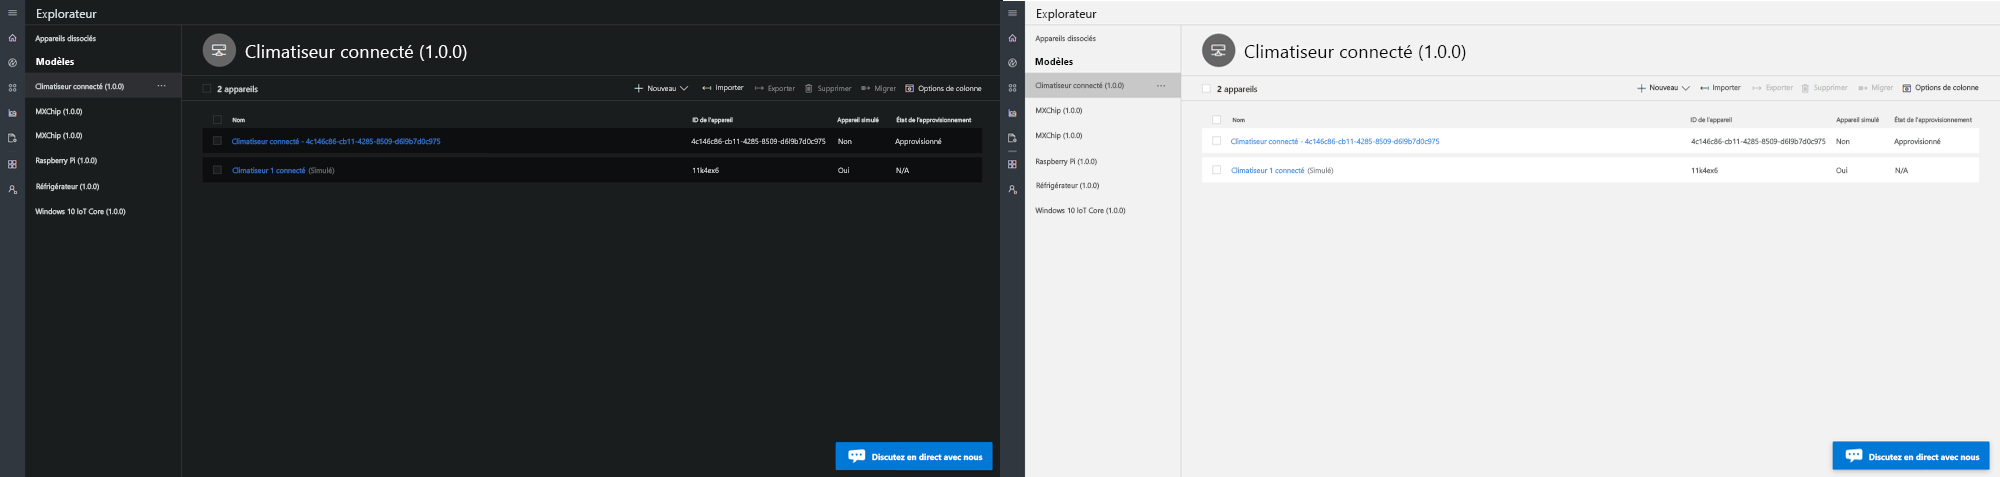 Explorateur
Appareils dissociés
Modèles
Climatiseur connecté (1.0.0)
MXChip (1.0.0)
MXChip (1.0.0)
Raspberry Pi (1.0.0)
Réfrigérateur (1.0.0)
Windows 10 IoT Core (1.0.0)
Climatiseur connecté (1.0.0)
2 appareils
Nouveau Importer Exporter Supprimer Migrer Options de colonne
Nom ID de l'appareil Appareil simulé État de l'approvisionnement
Climatiseur connecté - 4c146c86-cb11-4285-8509-d6f9b7d0c975 4c146c86-cb11-4285-8509-d6f9b7d0c975 Non Approvisionné
Climatiseur 1 connecté (Simulé) 11k4ex6 Oui N/A
Discutez en direct avec nous
Explorateur
Appareils dissociés
Modèles
Climatiseur connecté (1.0.0)
MXChip (1.0.0)
MXChip (1.0.0)
Raspberry Pi (1.0.0)
Réfrigérateur (1.0.0)
Windows 10 IoT Core (1.0.0)
Climatiseur connecté (1.0.0)
2 appareils
Nouveau Importer Exporter Supprimer Migrer Options de colonne
Nom ID de l'appareil Appareil simulé État de l'approvisionnement
Climatiseur connecté - 4c146c86-cb11-4285-8509-d6f9b7d0c975 4c146c86-cb11-4285-8509-d6f9b7d0c975 Non Approvisionné
Climatiseur 1 connecté (Simulé) 11k4ex6 Oui N/A
Discutez en direct avec nous